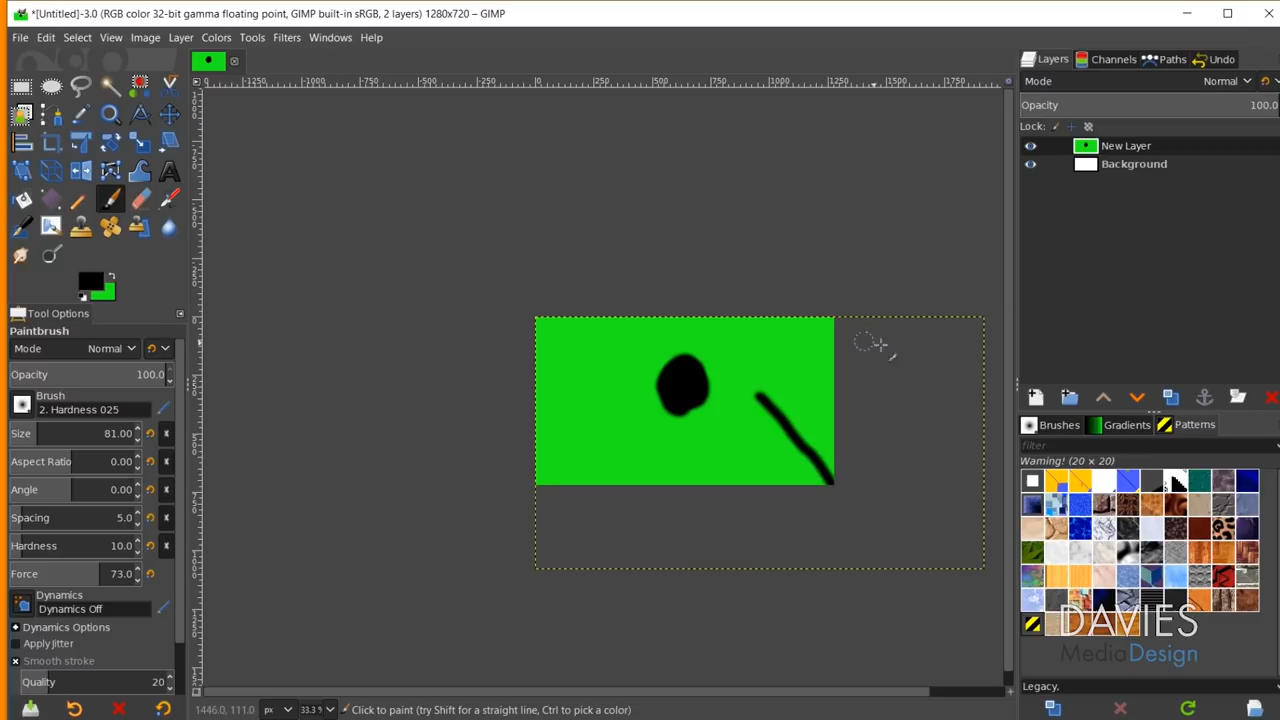 *[Untitled]-3.0 (RGB color 32-bit gamma floating point, GIMP built-in sRGB, 2 layers) 1280x720 – GIMP
File Edit Select View Image Layer Colors Tools Filters Windows Help
Layers Channels Paths Undo
Mode Normal
Opacity 100.0
Lock:
New Layer
Background
Tool Options
Paintbrush
Mode Normal
Opacity 100.0
Brush
2. Hardness 025
Size 81.00
Aspect Ratio 0.00
Angle 0.00
Spacing 5.0
Hardness 10.0
Force 73.0
Dynamics
Dynamics Off
Dynamics Options
Apply Jitter
Smooth stroke
Quality 20
Brushes Gradients Patterns
filter
Warning! (20 × 20)
DAVIES
MediaDesign
Legacy,
1446.0, 111.0 px 33.3 % Click to paint (try Shift for a straight line, Ctrl to pick a color)